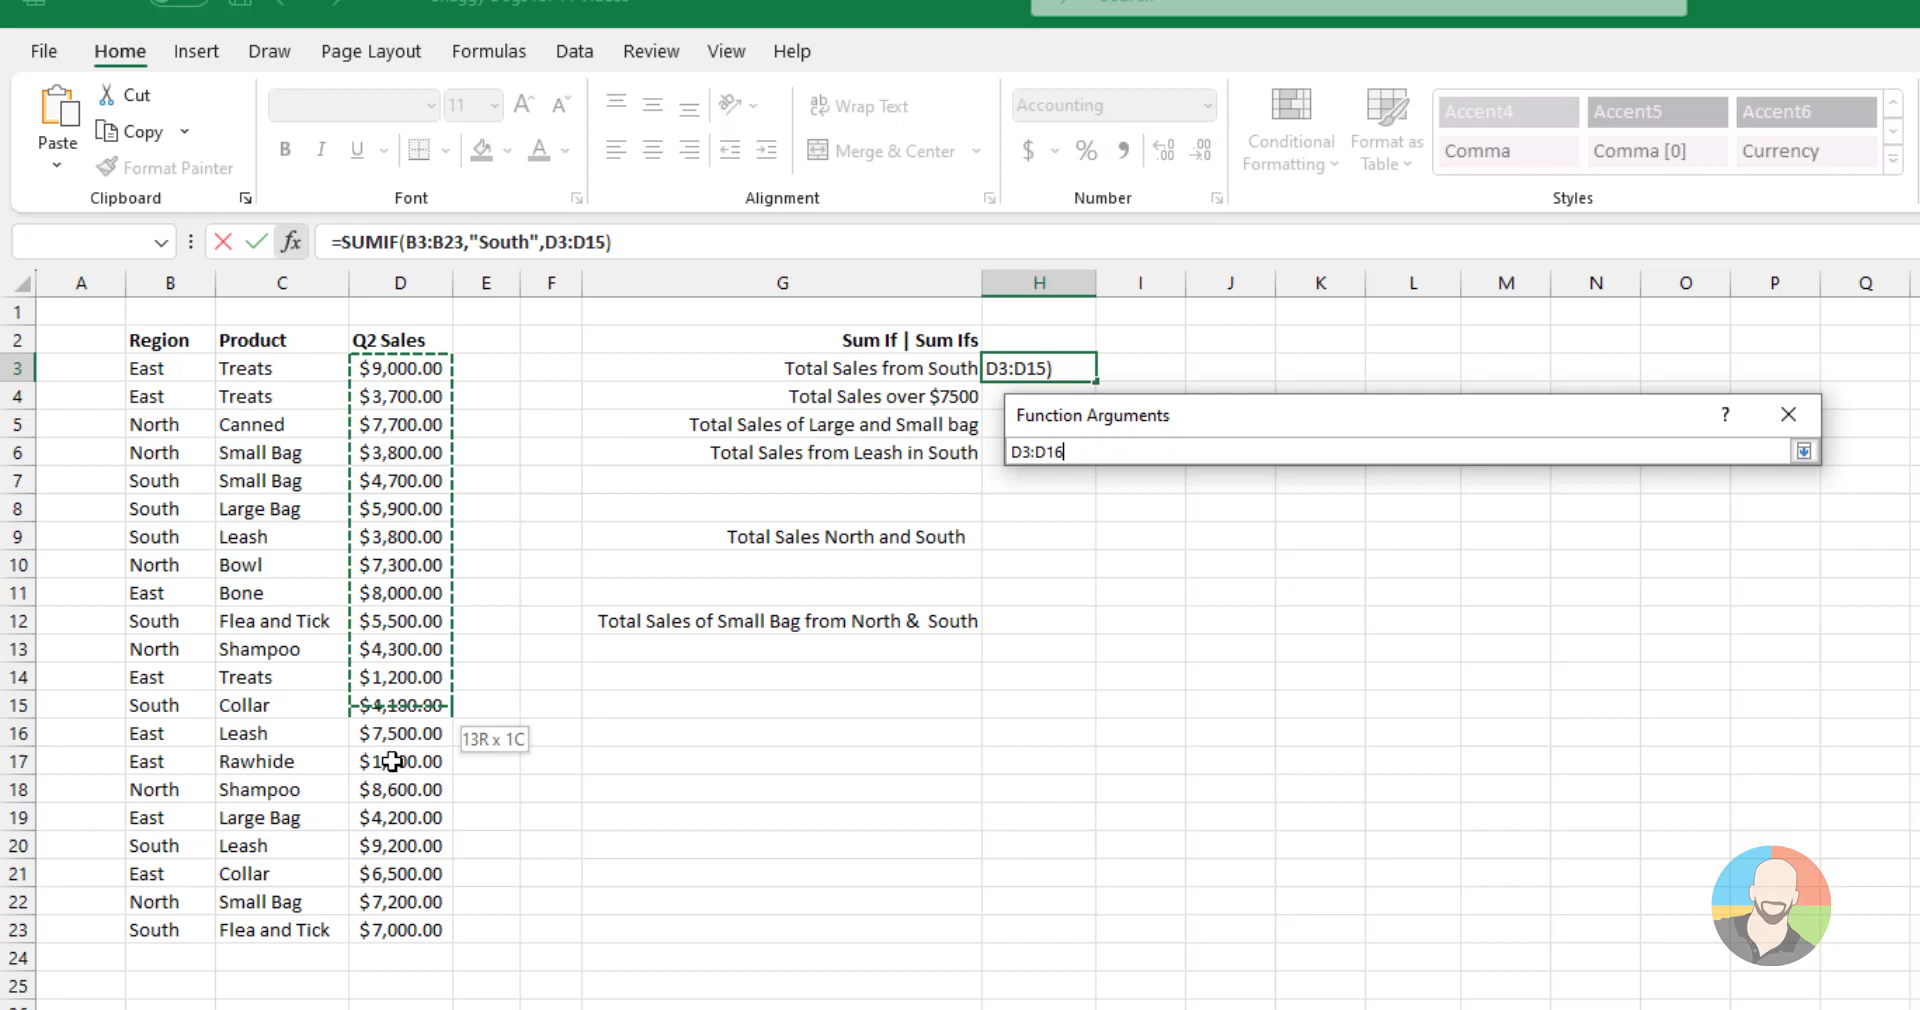 File Home Insert Draw Page Layout Formulas Data Review View Help
Paste Cut Copy Format Painter Clipboard
11 B I U Font
Wrap Text Merge & Center Alignment
Accounting $ % Number
Conditional Formatting Format as Table
Accent4 Accent5 Accent6
Comma Comma [0] Currency
Styles
fx =SUMIF(B3:B23,"South",D3:D15)
A B C D E F G H I J K L M N O P Q
1
2 Region Product Q2 Sales Sum If | Sum Ifs
3 East Treats $9,000.00 Total Sales from South D3:D15)
4 East Treats $3,700.00 Total Sales over $7500
Function Arguments ?
5 North Canned $7,700.00 Total Sales of Large and Small bag
6 North Small Bag $3,800.00 Total Sales from Leash in South D3:D16
7 South Small Bag $4,700.00
8 South Large Bag $5,900.00
9 South Leash $3,800.00 Total Sales North and South
10 North Bowl $7,300.00
11 East Bone $8,000.00
12 South Flea and Tick $5,500.00 Total Sales of Small Bag from North & South
13 North Shampoo $4,300.00
14 East Treats $1,200.00
15 South Collar
16 East Leash $7,500.00 13R x 1C
17 East Rawhide
18 North Shampoo $8,600.00
19 East Large Bag $4,200.00
20 South Leash $9,200.00
21 East Collar $6,500.00
22 North Small Bag $7,200.00
23 South Flea and Tick $7,000.00
24
25